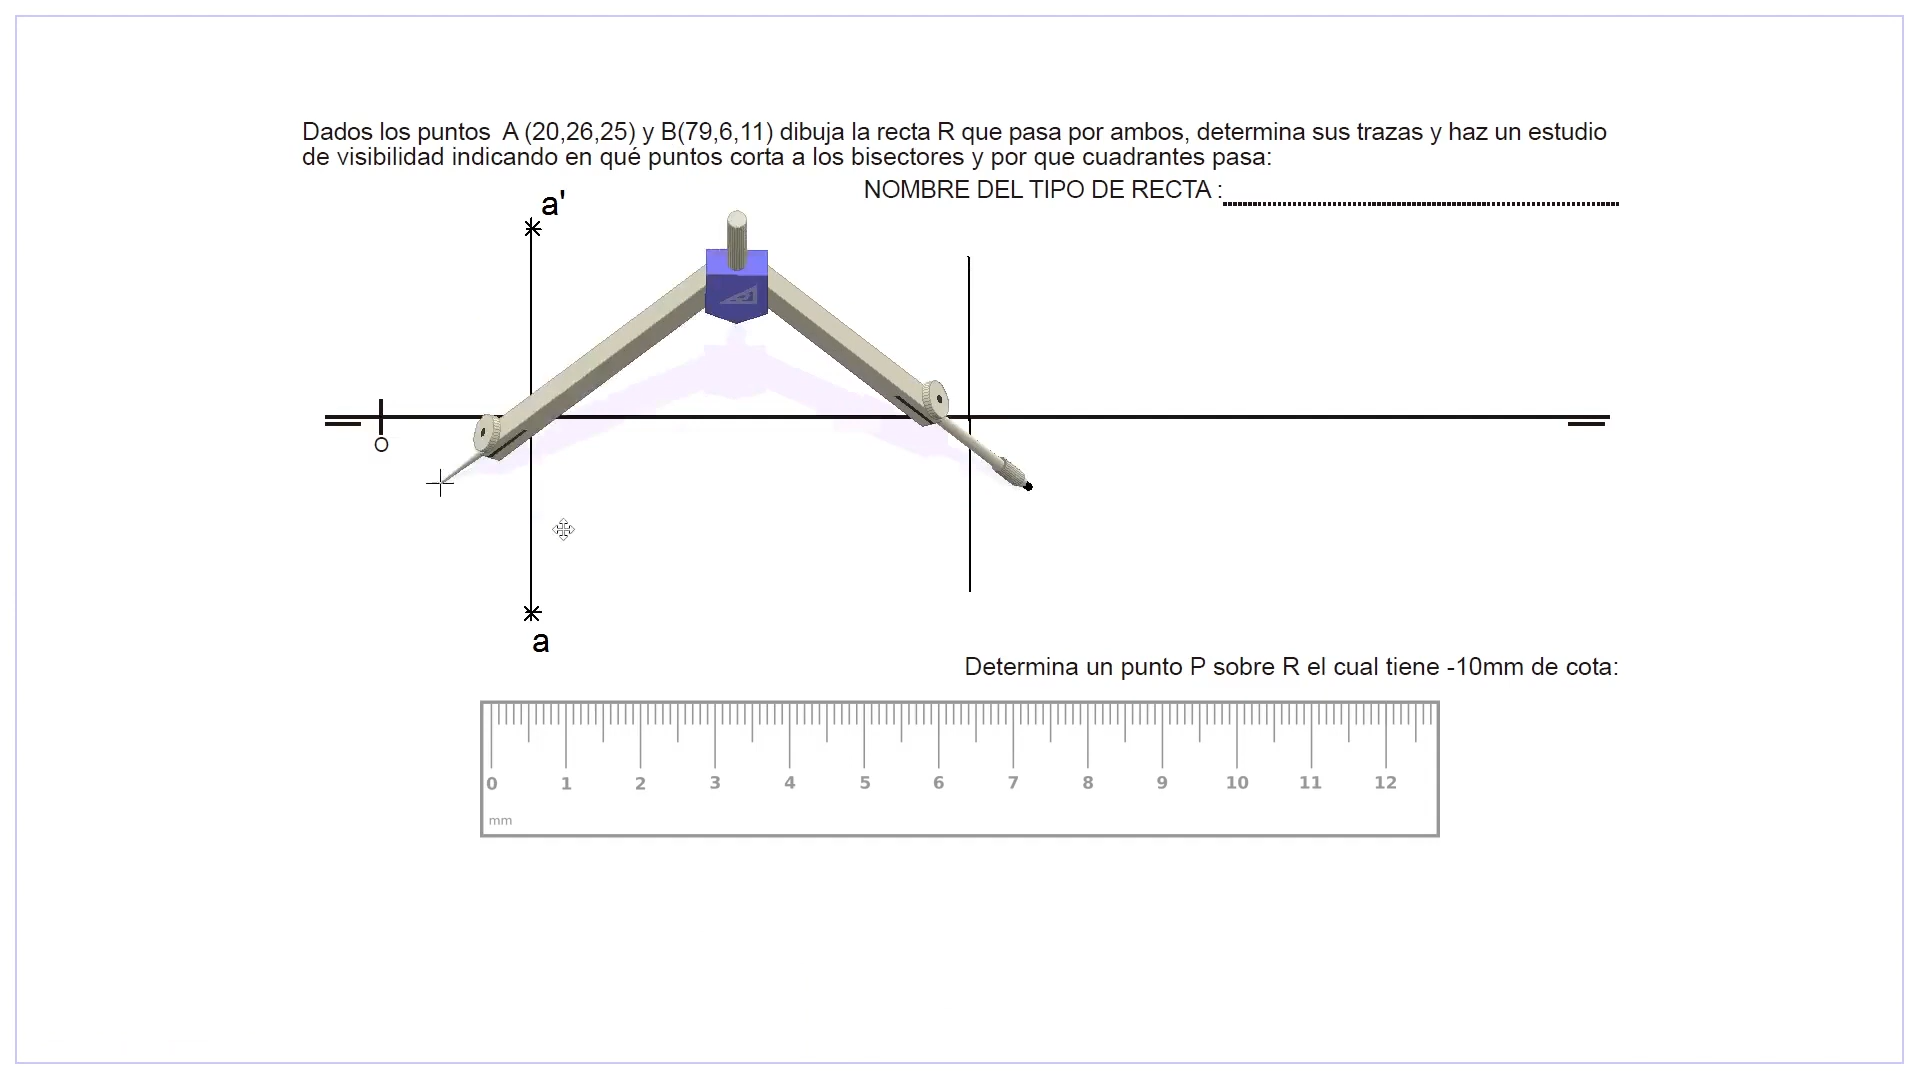 Dados los puntos A (20,26,25) y B(79,6,11) dibuja la recta R que pasa por ambos, determina sus trazas y haz un estudio
de visibilidad indicando en qué puntos corta a los bisectores y por que cuadrantes pasa:
NOMBRE DEL TIPO DE RECTA :
a'
O
a
Determina un punto P sobre R el cual tiene -10mm de cota:
0 1 2 3 4 5 6 7 8 9 10 11 12
mm